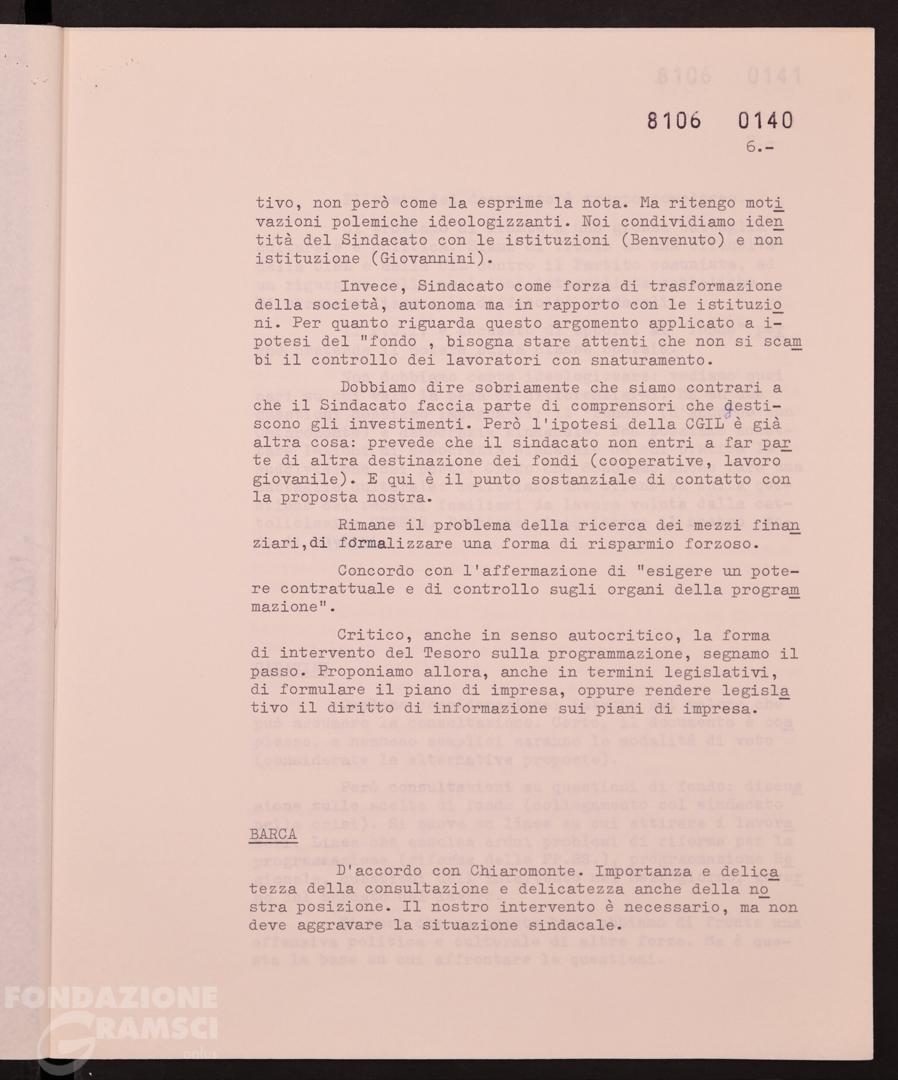 8106 0141
8106 0140
6.-
tivo, non però come la esprime la nota. Ma ritengo moti
vazioni polemiche ideologizzanti. Noi condividiamo iden
tità del Sindacato con le istituzioni (Benvenuto) e non
istituzione (Giovannini).
Invece, Sindacato come forza di trasformazione
della società, autonoma ma in rapporto con le istituzio
ni. Per quanto riguarda questo argomento applicato a i-
potesi del "fondo , bisogna stare attenti che non si scam
bi il controllo dei lavoratori con snaturamento.
Dobbiamo dire sobriamente che siamo contrari a
che il Sindacato faccia parte di comprensori che gesti-
scono gli investimenti. Però l'ipotesi della CGIL è già
altra cosa: prevede che il sindacato non entri a far par
te di altra destinazione dei fondi (cooperative, lavoro
giovanile). E qui è il punto sostanziale di contatto con
la proposta nostra.
Rimane il problema della ricerca dei mezzi finan
ziari,di formalizzare una forma di risparmio forzoso.
Concordo con l'affermazione di "esigere un pote-
re contrattuale e di controllo sugli organi della program
mazione".
Critico, anche in senso autocritico, la forma
di intervento del Tesoro sulla programmazione, segnamo il
passo. Proponiamo allora, anche in termini legislativi,
di formulare il piano di impresa, oppure rendere legisla
tivo il diritto di informazione sui piani di impresa.
BARCA
D'accordo con Chiaromonte. Importanza e delica
tezza della consultazione e delicatezza anche della no
stra posizione. Il nostro intervento è necessario, ma non
deve aggravare la situazione sindacale.
FONDAZIONE
GRAMSCI
onlus